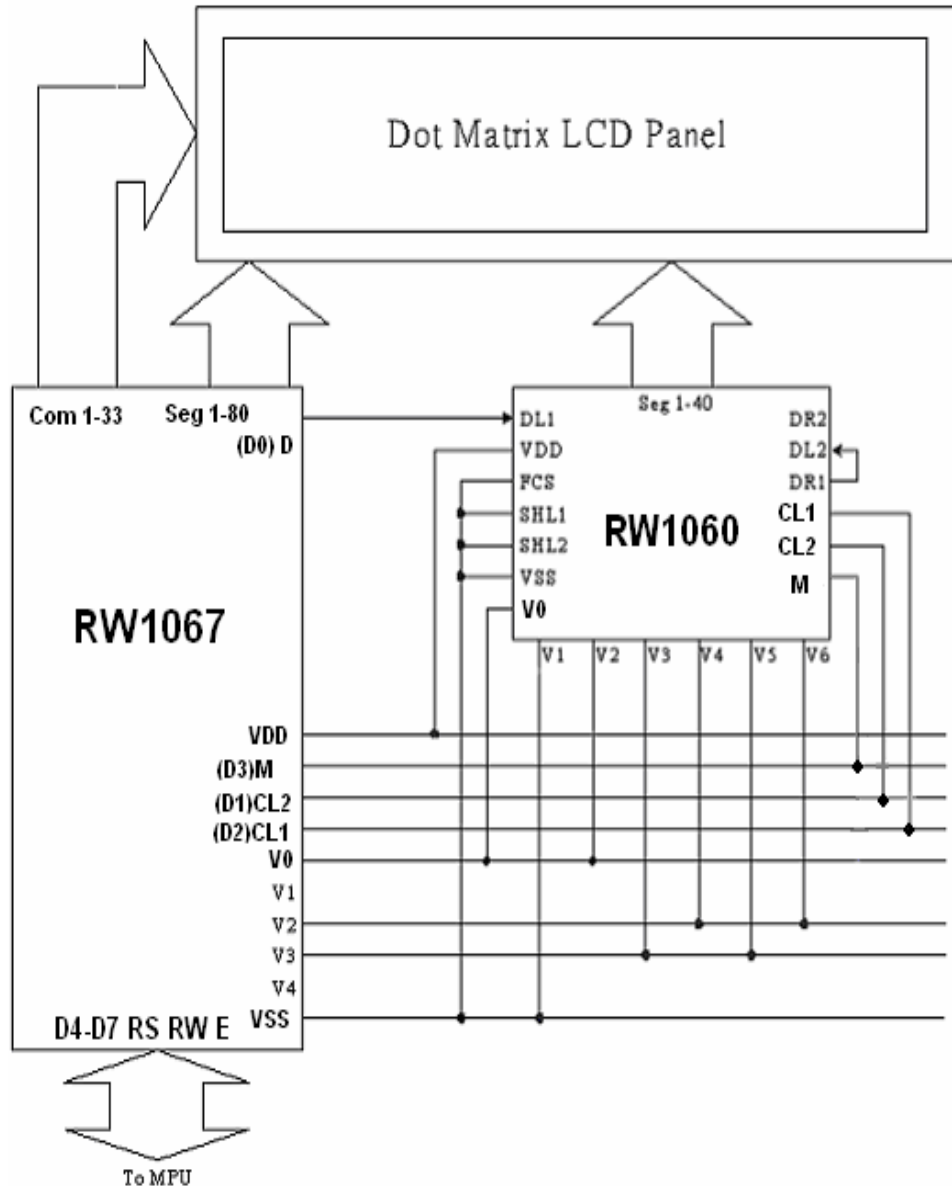 Dot Matrix LCD Panel
Com 1-33
Seg 1-80
(D0) D
RW1067
VDD
(D3)M
(D1)CL2
(D2)CL1
V0
V1
V2
V3
V4
VSS
D4-D7 RS RW E
To MPU
Seg 1-40
DL1
VDD
FCS
SHL1
SHL2
VSS
V0
RW1060
DR2
DL2
DR1
CL1
CL2
M
V1
V2
V3
V4
V5
V6